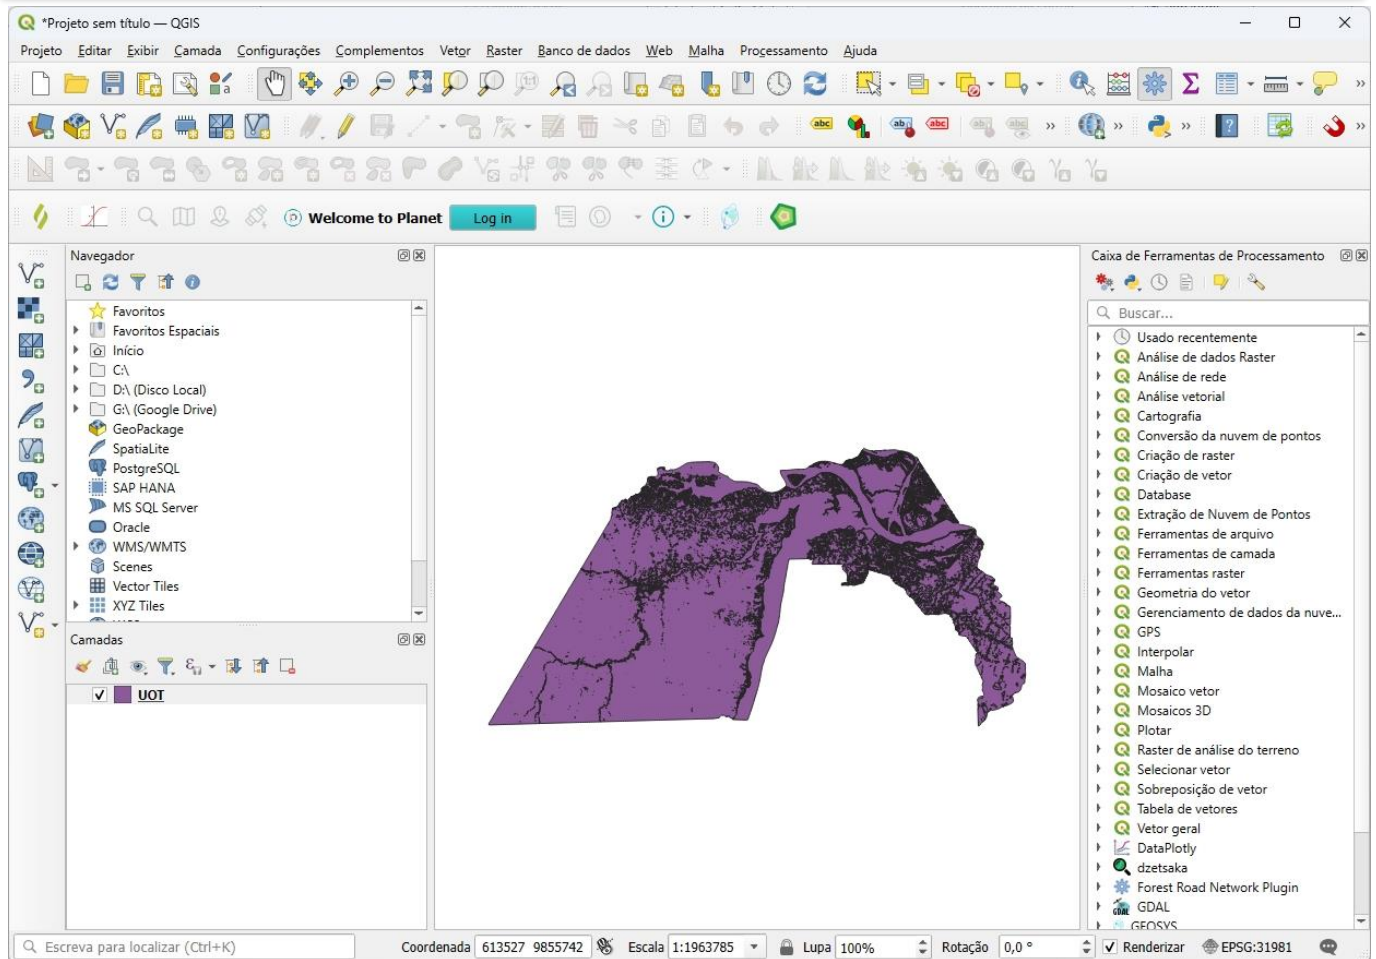 *Projeto sem título — QGIS
Projeto Editar Exibir Camada Configurações Complementos Vetor Raster Banco de dados Web Malha Processamento Ajuda
Welcome to Planet Log in
Navegador
Favoritos
Favoritos Espaciais
Início
C:\
D:\ (Disco Local)
G:\ (Google Drive)
GeoPackage
SpatiaLite
PostgreSQL
SAP HANA
MS SQL Server
Oracle
WMS/WMTS
Scenes
Vector Tiles
XYZ Tiles
Camadas
UOT
Caixa de Ferramentas de Processamento
Buscar...
Usado recentemente
Análise de dados Raster
Análise de rede
Análise vetorial
Cartografia
Conversão da nuvem de pontos
Criação de raster
Criação de vetor
Database
Extração de Nuvem de Pontos
Ferramentas de arquivo
Ferramentas de camada
Ferramentas raster
Geometria do vetor
Gerenciamento de dados da nuve...
GPS
Interpolar
Malha
Mosaico vetor
Mosaicos 3D
Plotar
Raster de análise do terreno
Selecionar vetor
Sobreposição de vetor
Tabela de vetores
Vetor geral
DataPlotly
dzetsaka
Forest Road Network Plugin
GDAL
GEOSYS
Escreva para localizar (Ctrl+K) Coordenada 613527 9855742 Escala 1:1963785 Lupa 100% Rotação 0,0 ° Renderizar EPSG:31981